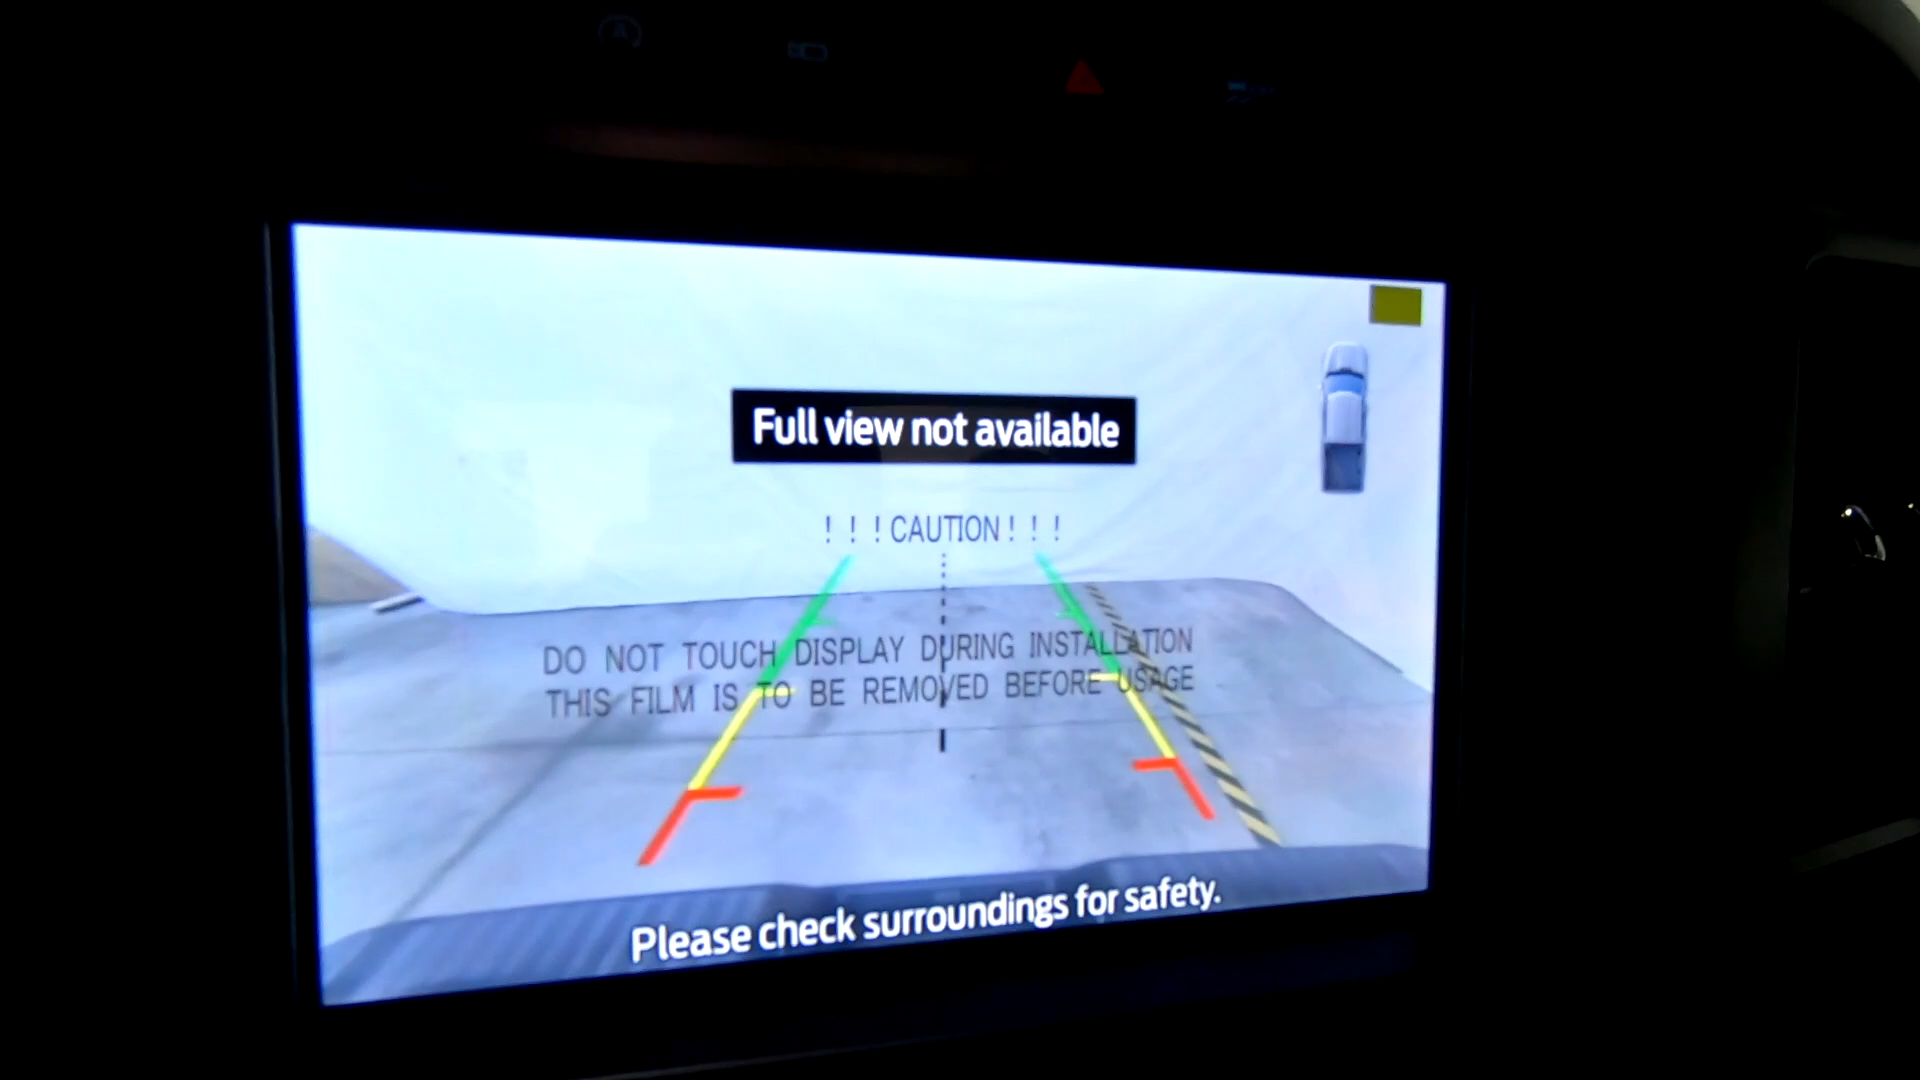 Full view not available
! ! ! CAUTION ! ! !
DO NOT TOUCH DISPLAY DURING INSTALLATION
THIS FILM IS TO BE REMOVED BEFORE USAGE
Please check surroundings for safety.